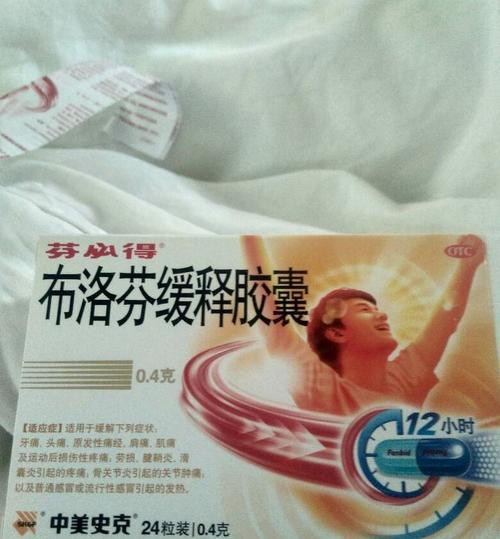 芬必得®
OTC
布洛芬缓释胶囊
0.4克
【适应症】适用于缓解下列症状:
牙痛、头痛、原发性痛经、肩痛、肌痛
及运动后损伤性疼痛;劳损、腱鞘炎、滑
囊炎引起的疼痛;骨关节炎引起的关节肿痛;
以及普通感冒或流行性感冒引起的发热。
12小时
Fenbid
中美史克
24粒装|0.4克